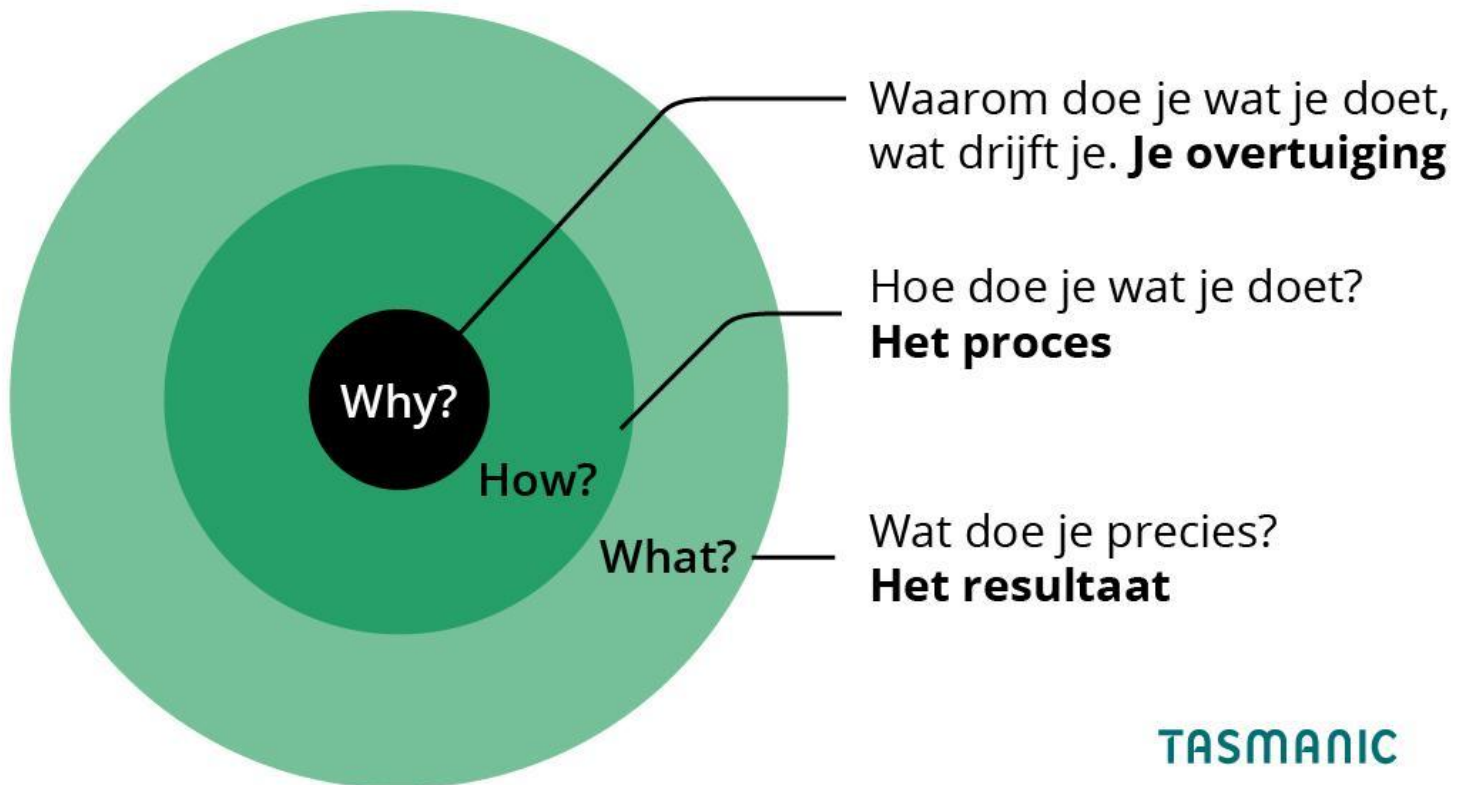 Waarom doe je wat je doet,
wat drijft je. Je overtuiging
Hoe doe je wat je doet?
Het proces
Why?
How?
What?
Wat doe je precies?
Het resultaat
TASMANIC